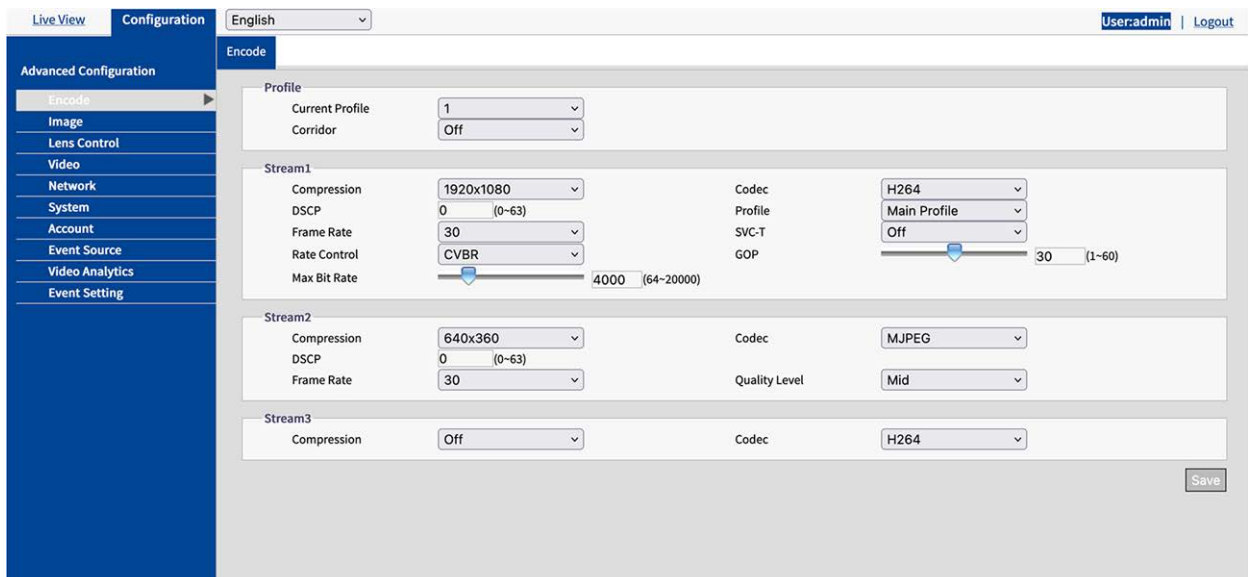 Live View Configuration English User:admin | Logout
Encode
Advanced Configuration
Encode
Image
Lens Control
Video
Network
System
Account
Event Source
Video Analytics
Event Setting
Profile
Current Profile 1
Corridor Off
Stream1
Compression 1920x1080 Codec H264
DSCP 0 (0~63) Profile Main Profile
Frame Rate 30 SVC-T Off
Rate Control CVBR GOP 30 (1~60)
Max Bit Rate 4000 (64~20000)
Stream2
Compression 640x360 Codec MJPEG
DSCP 0 (0~63)
Frame Rate 30 Quality Level Mid
Stream3
Compression Off Codec H264
Save